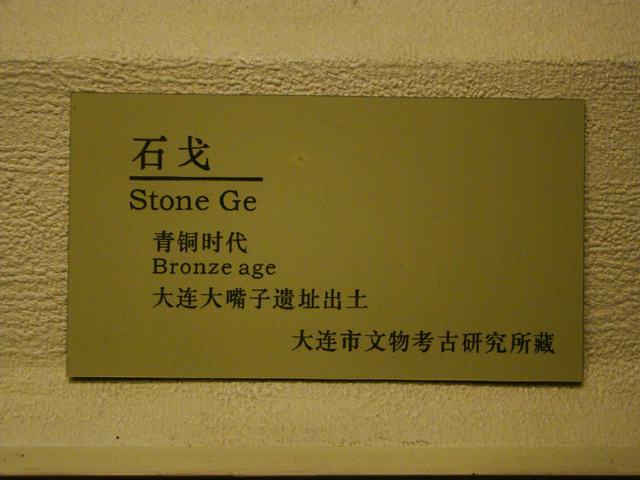 石戈
Stone Ge
青铜时代
Bronze age
大连大嘴子遗址出土
大连市文物考古研究所藏